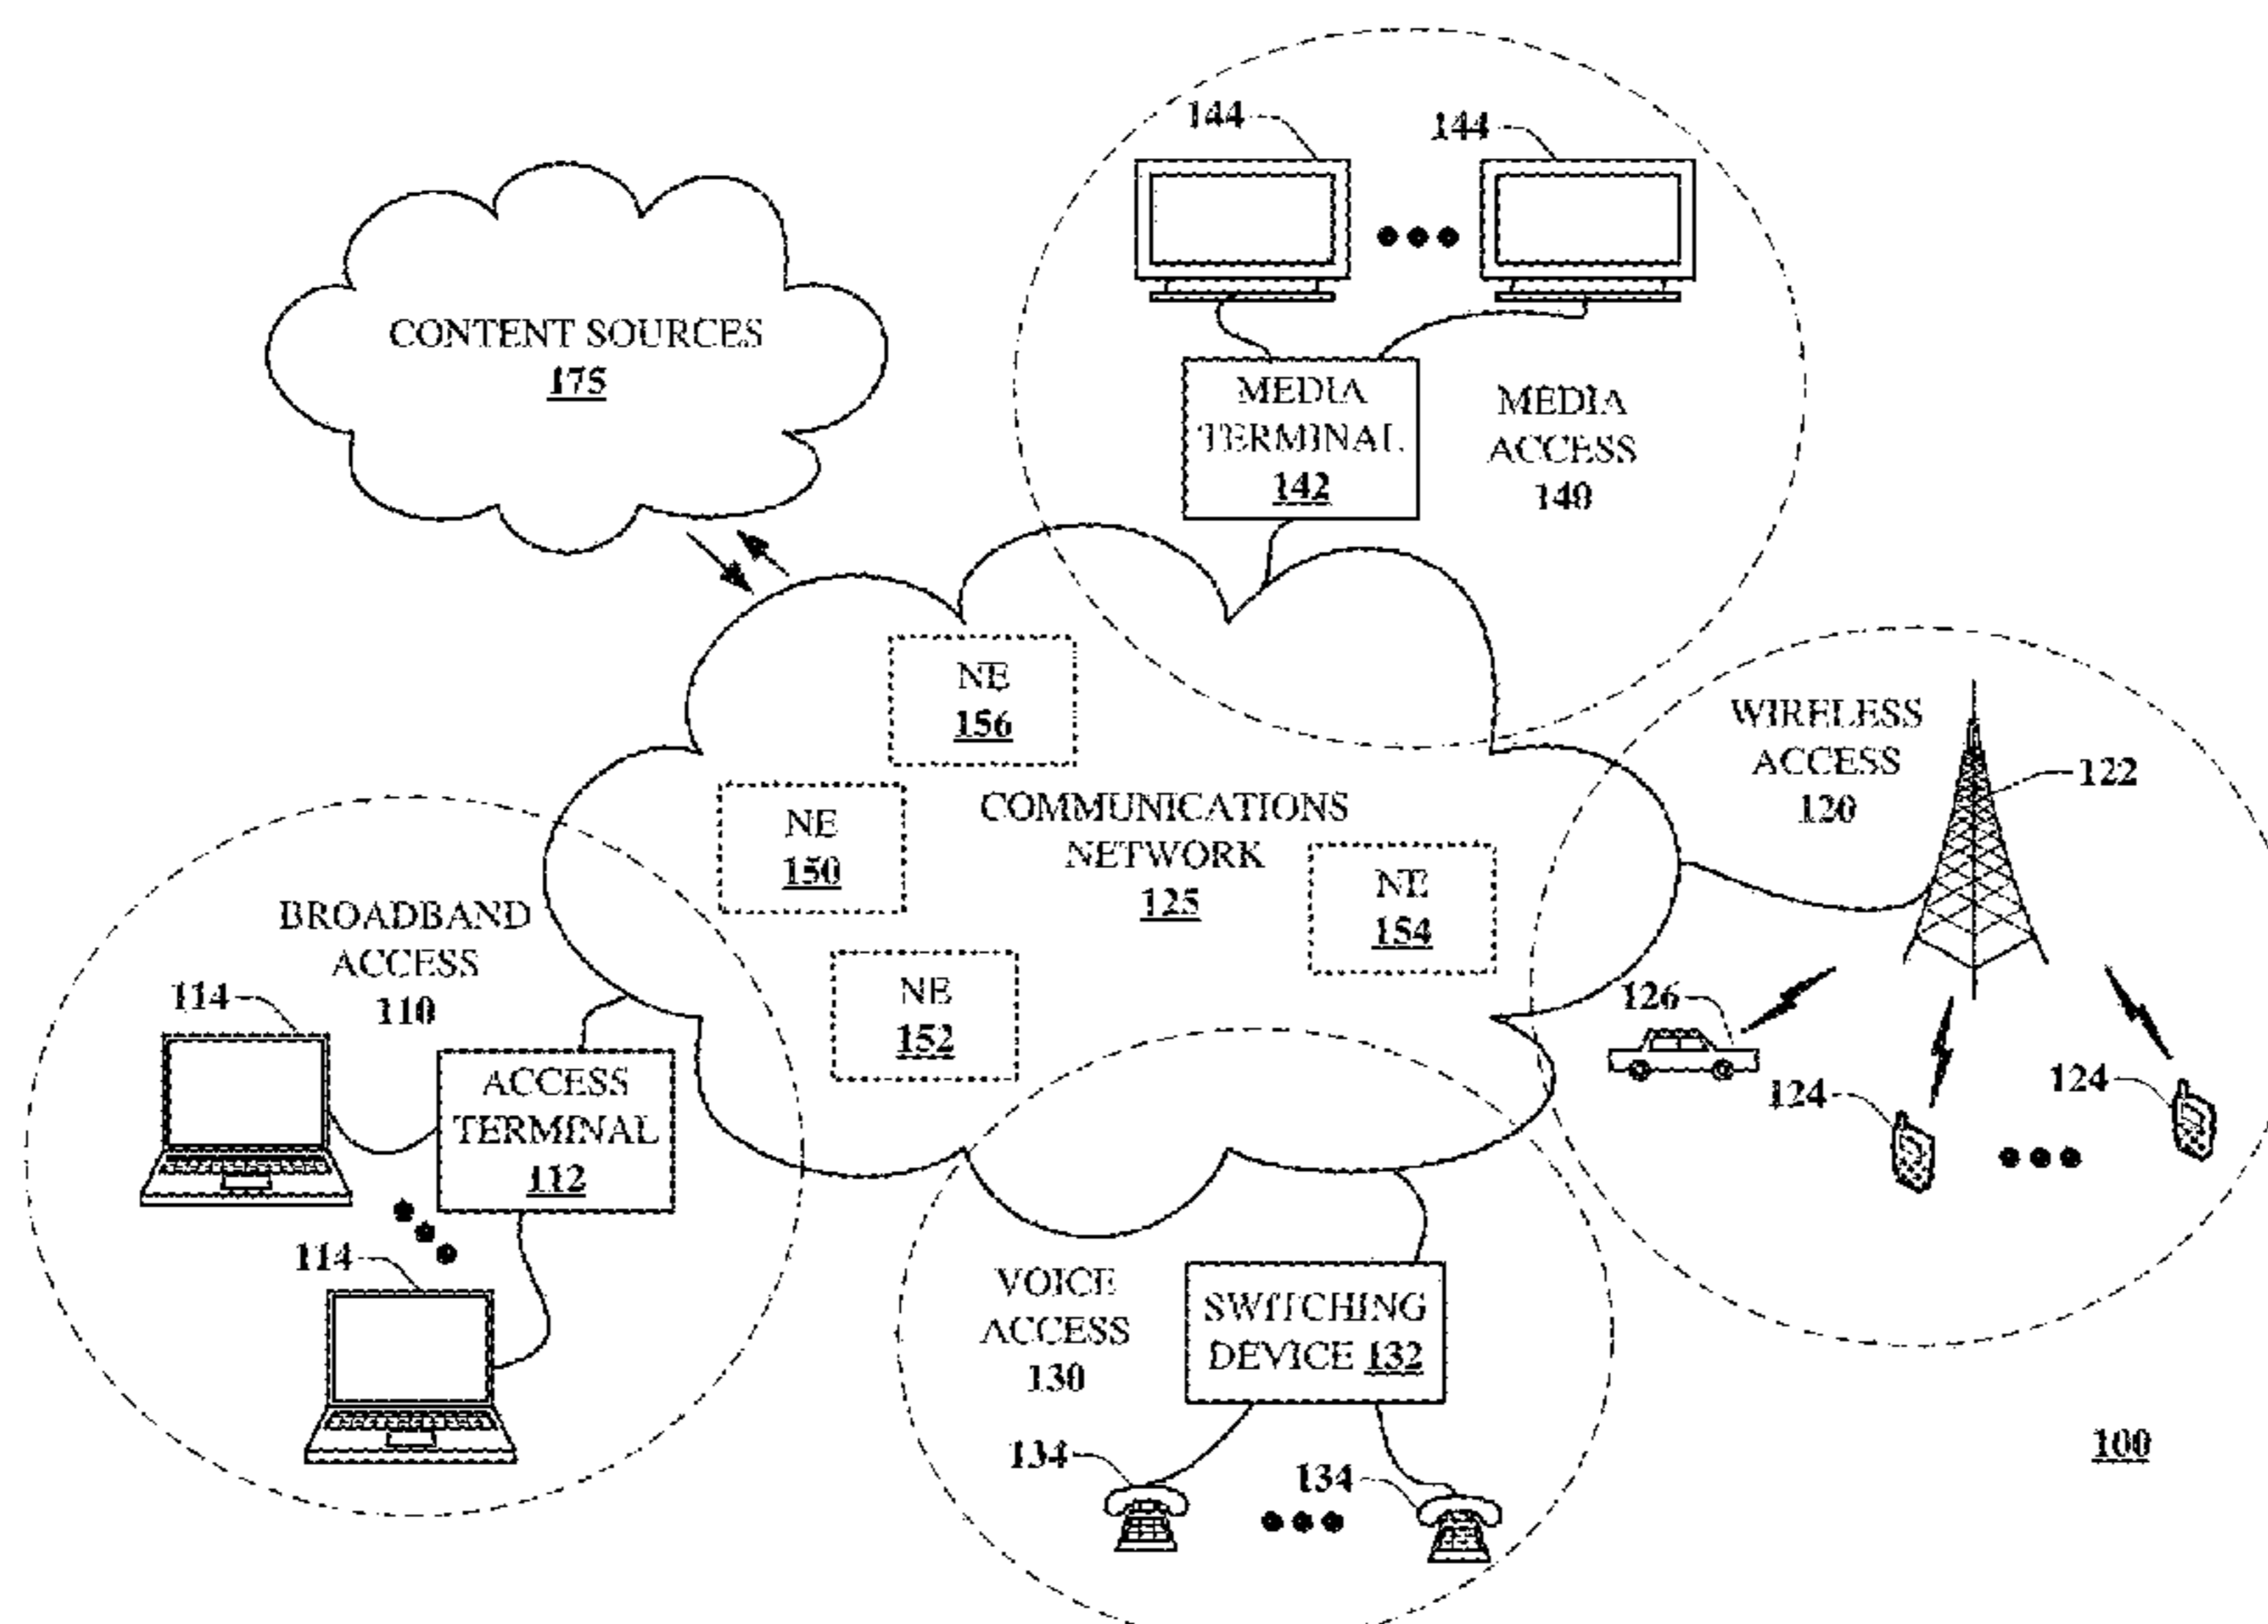 144
144
CONTENT SOURCES
175
MEDIA
TERMINAL
142
MEDIA
ACCESS
140
NE
156
WIRELESS
ACCESS
120
122
NE
150
COMMUNICATIONS
NETWORK
125
NE
154
BROADBAND
ACCESS
110
114
NE
152
126
124
124
ACCESS
TERMINAL
112
114
VOICE
ACCESS
130
SWITCHING
DEVICE 132
134
134
100